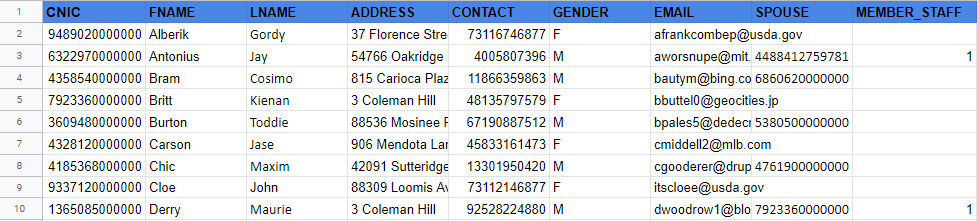 1 CNIC FNAME LNAME ADDRESS CONTACT GENDER EMAIL SPOUSE MEMBER_STAFF
2 9489020000000 Alberik Gordy 37 Florence Stre 73116746877 F afrankcombep@usda.gov
3 6322970000000 Antonius Jay 54766 Oakridge 4005807396 M aworsnupe@mit. 4488412759781 1
4 4358540000000 Bram Cosimo 815 Carioca Plaz 11866359863 M bautym@bing.co 6860620000000
5 7923360000000 Britt Kienan 3 Coleman Hill 48135797579 F bbuttel0@geocities.jp
6 3609480000000 Burton Toddie 88536 Mosinee P 67190887512 M bpales5@dedecr 5380500000000
7 4328120000000 Carson Jase 906 Mendota Lar 45833161473 F cmiddell2@mlb.com
8 4185368000000 Chic Maxim 42091 Sutteridge 13301950420 M cgooderer@drup 4761900000000
9 9337120000000 Cloe John 88309 Loomis Av 73112146877 F itscloee@usda.gov
10 1365085000000 Derry Maurie 3 Coleman Hill 92528224880 M dwoodrow1@blo 7923360000000 1